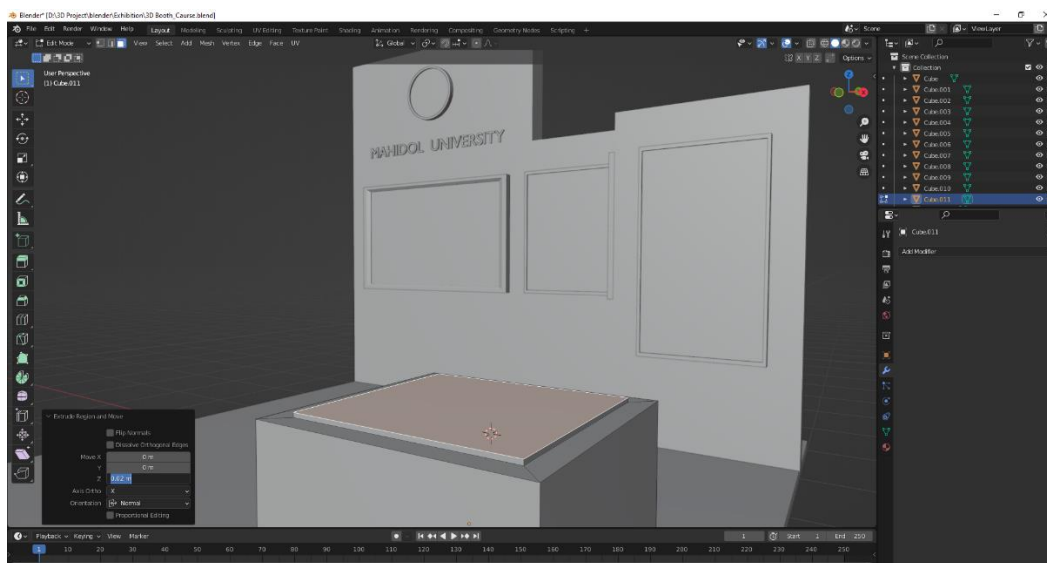 Blender* [D:\3D Project\blender\Exhibition\3D Booth_Caurse.blend]
File Edit Render Window Help Layout Modeling Sculpting UV Editing Texture Paint Shading Animation Rendering Compositing Geometry Nodes Scripting + Scene ViewLayer
Edit Mode View Select Add Mesh Vertex Edge Face UV Global
X Y Z Options
User Perspective
(1) Cube.011
Scene Collection
Collection
Cube
Cube.001
Cube.002
Cube.003
Cube.004
Cube.005
Cube.006
Cube.007
Cube.008
Cube.009
Cube.010
Cube.011
MAHIDOL UNIVERSITY
Cube.011
Add Modifier
Extrude Region and Move
Flip Normals
Dissolve Orthogonal Edges
Move X 0 m
Y 0 m
Z 0.02 m
Axis Ortho X
Orientation Normal
Proportional Editing
Playback Keying View Marker 1 Start 1 End 250
1 10 20 30 40 50 60 70 80 90 100 110 120 130 140 150 160 170 180 190 200 210 220 230 240 250